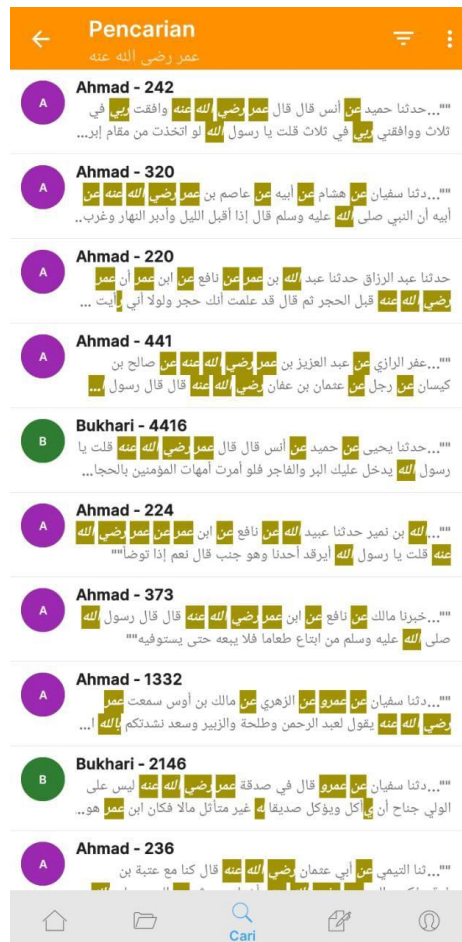 Pencarian
عمر رضي الله عنه
Ahmad - 242
""...حدثنا حميد عن أنس قال قال عمر رضي الله عنه وافقت ربي في
ثلاث ووافقني ربي في ثلاث قلت يا رسول الله لو اتخذت من مقام إبر...
Ahmad - 320
""...دثنا سفيان عن هشام عن أبيه عن عاصم بن عمر رضي الله عنه عن
أبيه أن النبي صلى الله عليه وسلم قال إذا أقبل الليل وأدبر النهار وغرب..
Ahmad - 220
حدثنا عبد الرزاق حدثنا عبد الله بن عمر عن نافع عن ابن عمر أن عمر
رضي الله عنه قبل الحجر ثم قال قد علمت أنك حجر ولولا أني رأيت ...
Ahmad - 441
""...عفر الرازي عن عبد العزيز بن عمر رضي الله عنه عن صالح بن
كيسان عن رجل عن عثمان بن عفان رضي الله عنه قال قال رسول ا...
Bukhari - 4416
""...حدثنا يحيى عن حميد عن أنس قال قال عمر رضي الله عنه قلت يا
رسول الله يدخل عليك البر والفاجر فلو أمرت أمهات المؤمنين بالحجا...
Ahmad - 224
""...الله بن نمير حدثنا عبيد الله عن نافع عن ابن عمر عن عمر رضي الله
عنه قلت يا رسول الله أيرقد أحدنا وهو جنب قال نعم إذا توضأ""
Ahmad - 373
""...خبرنا مالك عن نافع عن ابن عمر رضي الله عنه قال قال رسول الله
صلى الله عليه وسلم من ابتاع طعاما فلا يبعه حتى يستوفيه""
Ahmad - 1332
""...دثنا سفيان عن عمرو عن الزهري عن مالك بن أوس سمعت عمر
رضي الله عنه يقول لعبد الرحمن وطلحة والزبير وسعد نشدتكم بالله ا...
Bukhari - 2146
""...دثنا سفيان عن عمرو قال في صدقة عمر رضي الله عنه ليس على
الولي جناح أن يأكل ويؤكل صديقا له غير متأثل مالا فكان ابن عمر هو..
Ahmad - 236
""...ثنا التيمي عن أبي عثمان رضي الله عنه قال كنا مع عتبة بن
Cari
A
A
A
A
B
A
A
A
B
A